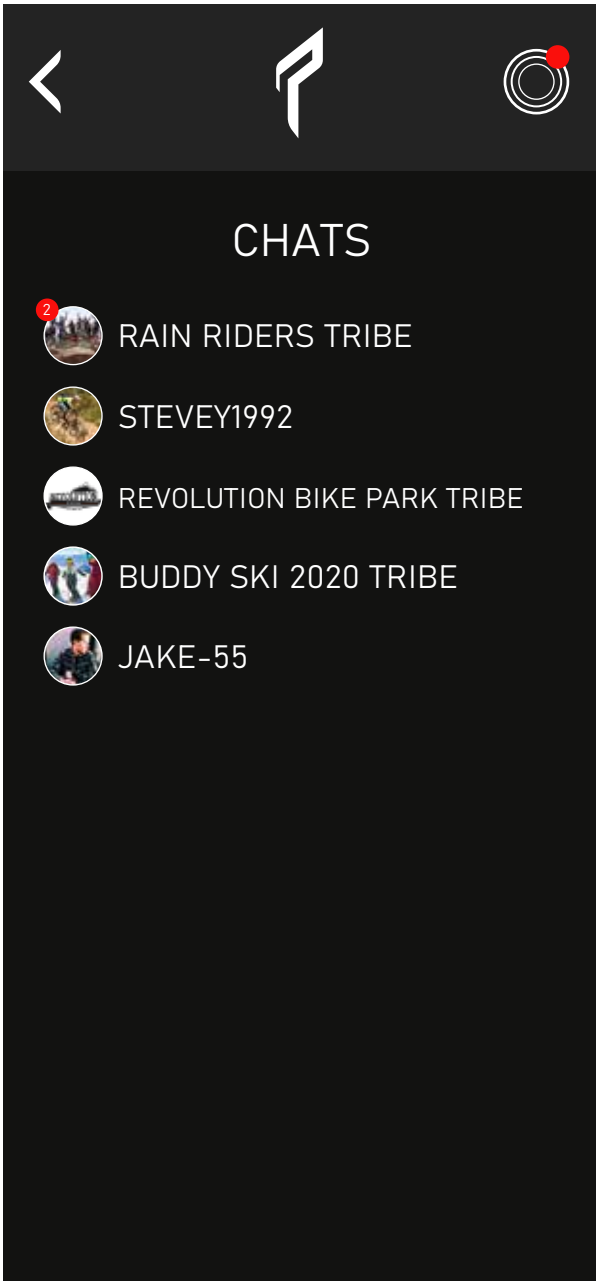 CHATS
2
RAIN RIDERS TRIBE
STEVEY1992
REVOLUTION BIKE PARK TRIBE
BUDDY SKI 2020 TRIBE
JAKE-55